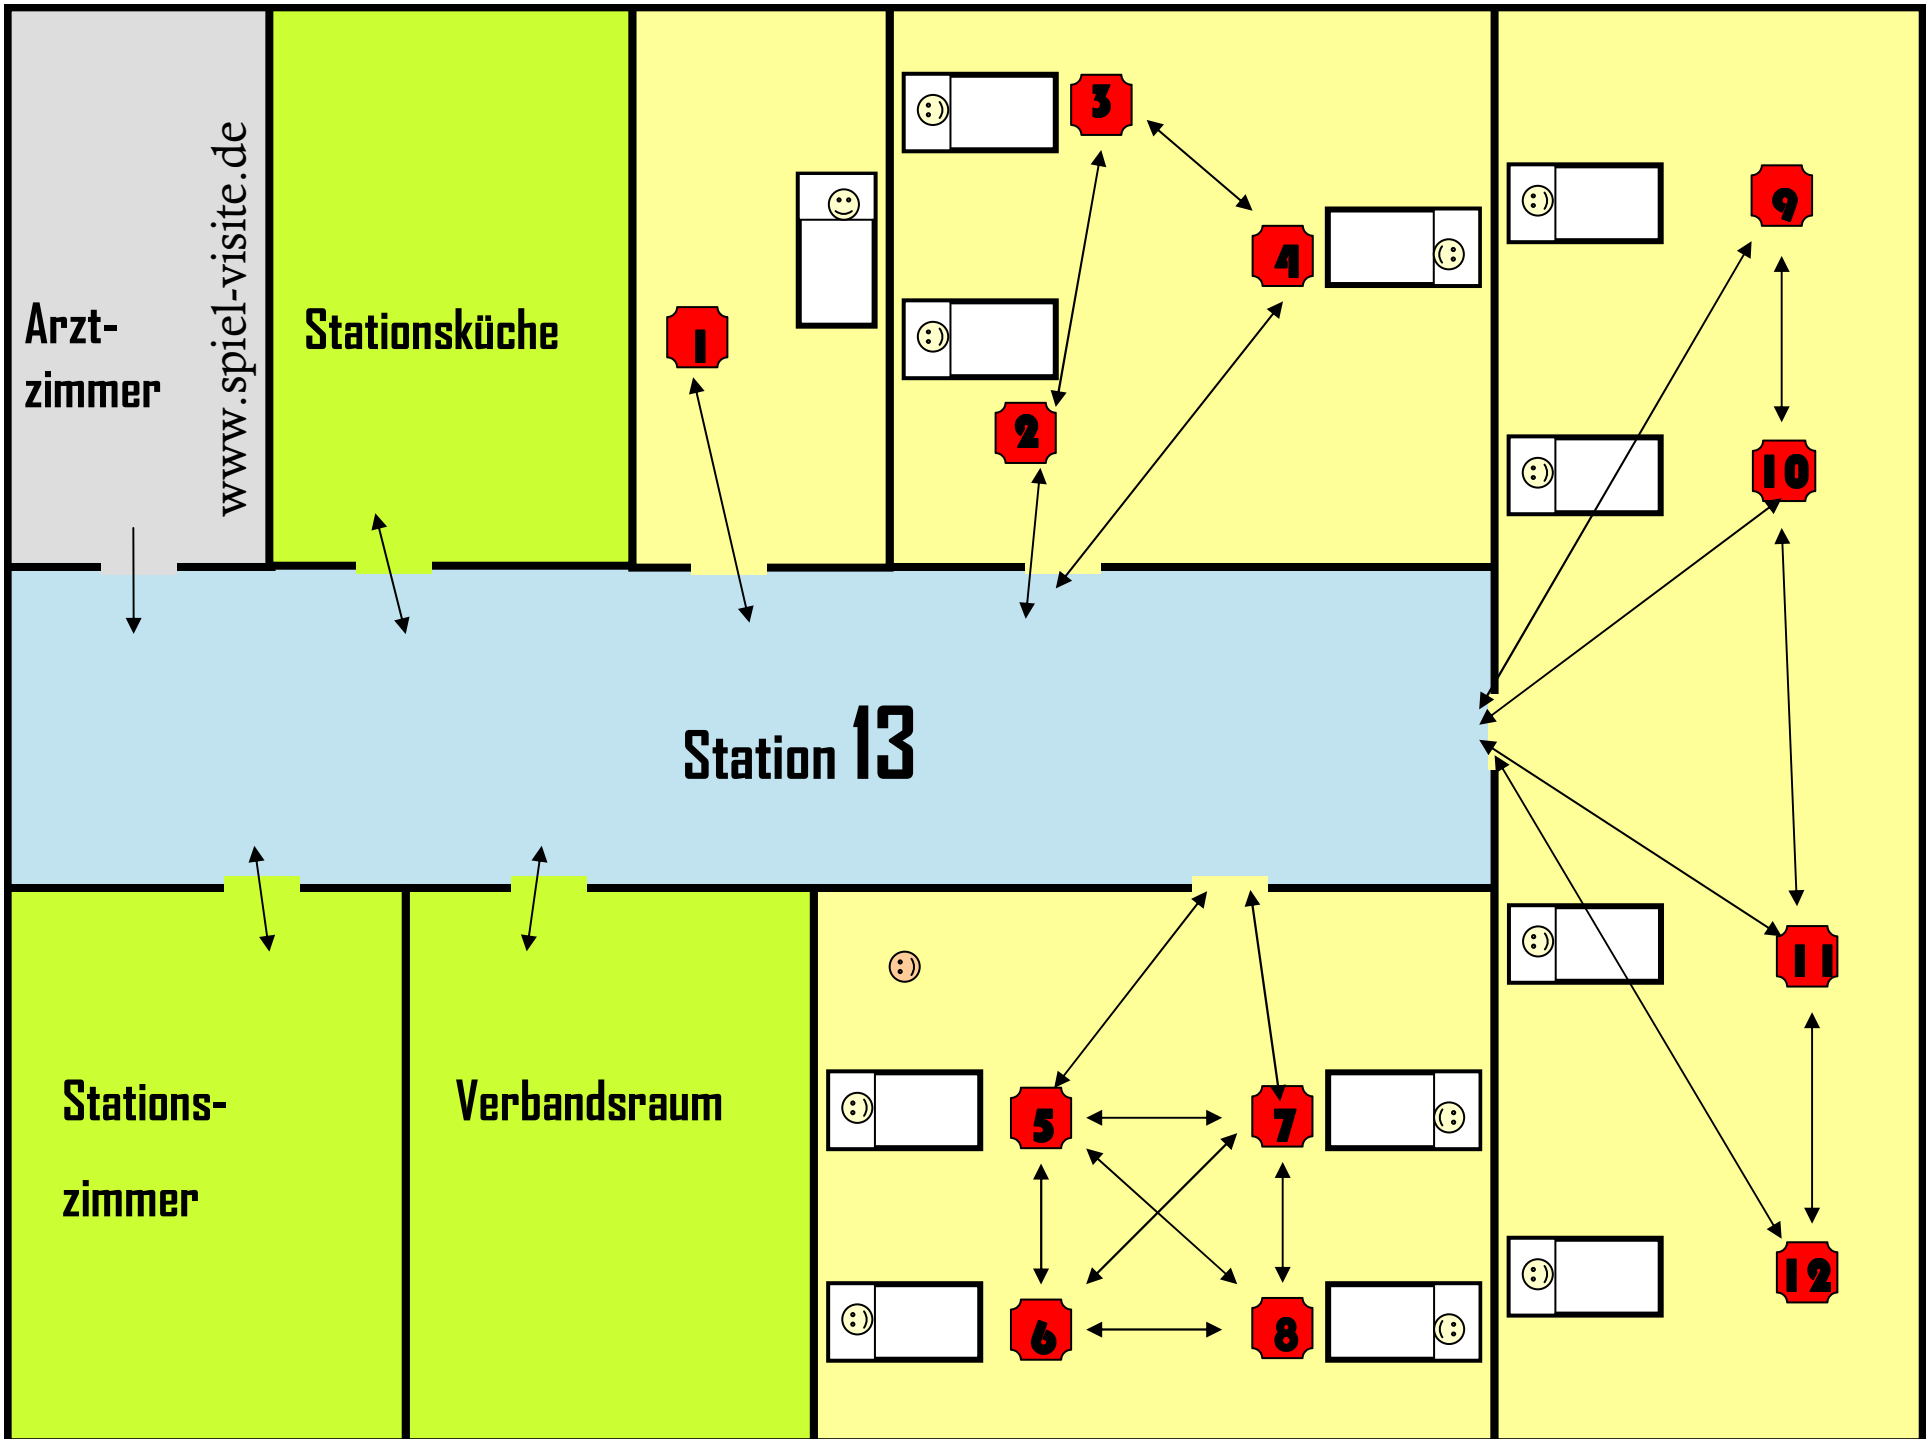 Arzt-
zimmer
www.spiel-visite.de
Stationsküche
1
2
3
4
9
10
11
12
Station 13
Stations-
zimmer
Verbandsraum
5
7
6
8